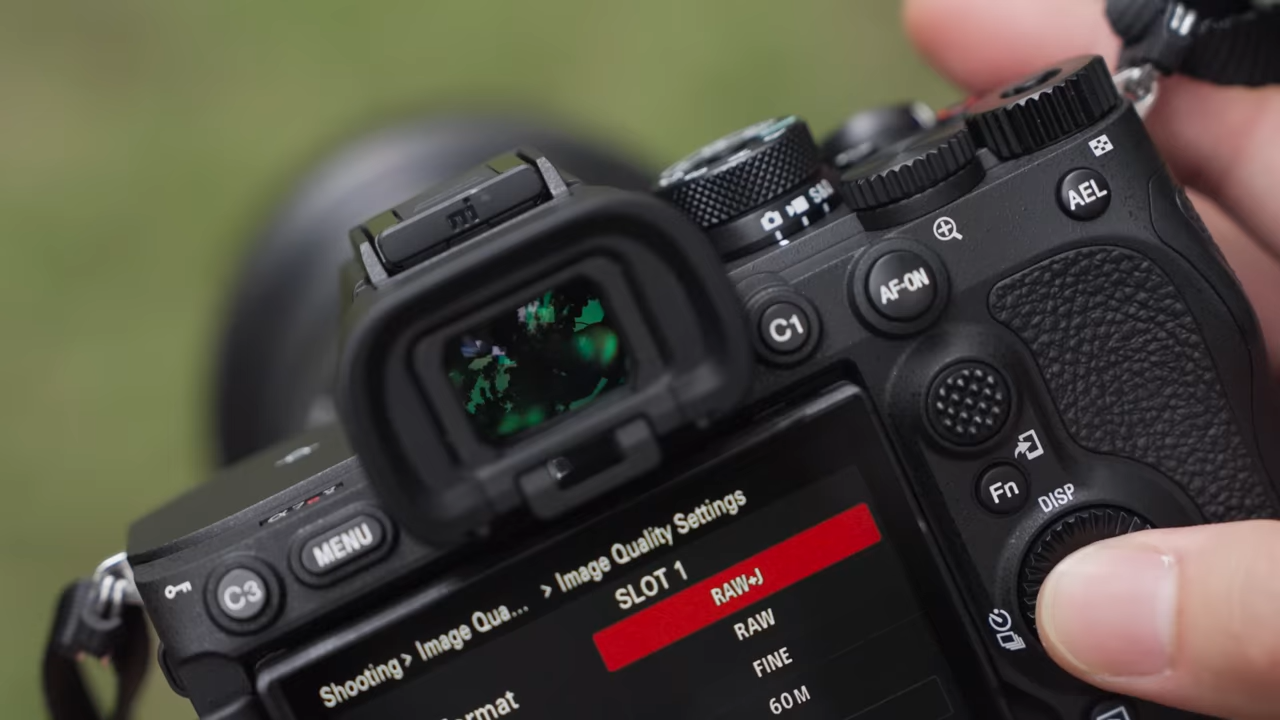 S&Q
AEL
AF-ON
C1
Fn
DISP
MENU
C3
Shooting > Image Qua... > Image Quality Settings
SLOT 1
RAW+J
RAW
FINE
60M